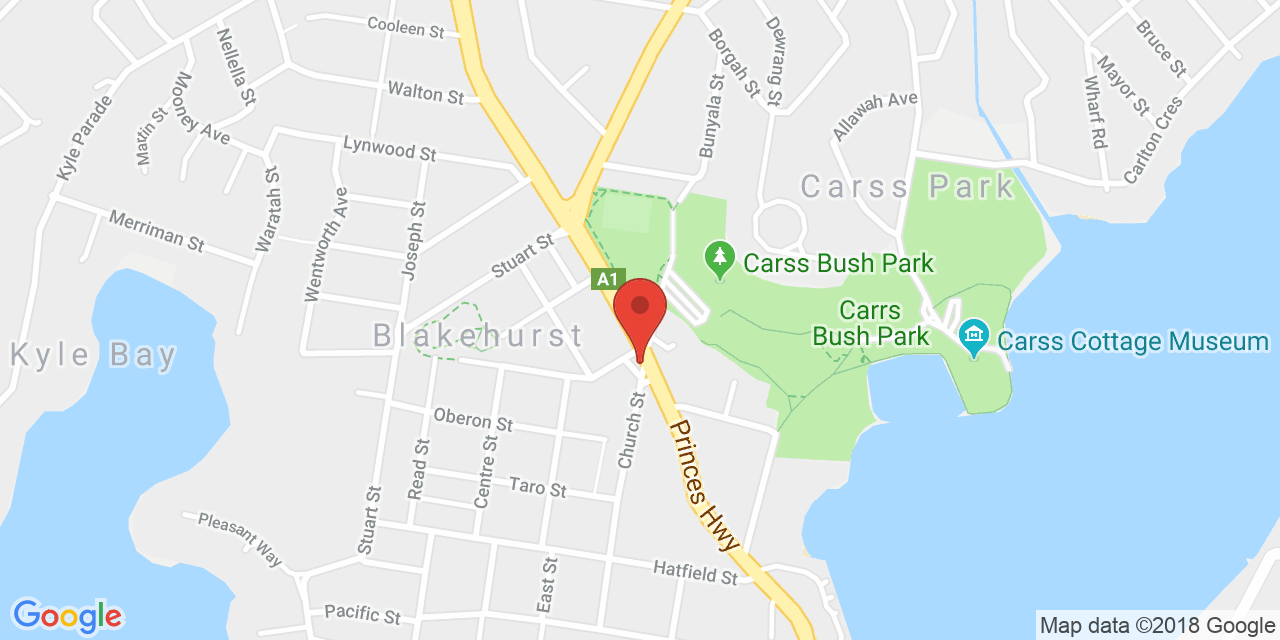 Cooleen St
Nellella St
Walton St
Borgah St
Dewrang St
Bruce St
Mayor St
Wharf Rd
Carlton Cres
Mooney Ave
Martin St
Kyle Parade
Lynwood St
Bunyala St
Allawah Ave
Carss Park
Waratah St
Wentworth Ave
Joseph St
Merriman St
Stuart St
A1
Carss Bush Park
Carrs
Bush Park
Carss Cottage Museum
Blakehurst
Kyle Bay
Oberon St
Church St
Princes Hwy
Read St
Centre St
Taro St
Stuart St
Pleasant Way
East St
Hatfield St
Pacific St
Google
Map data ©2018 Google